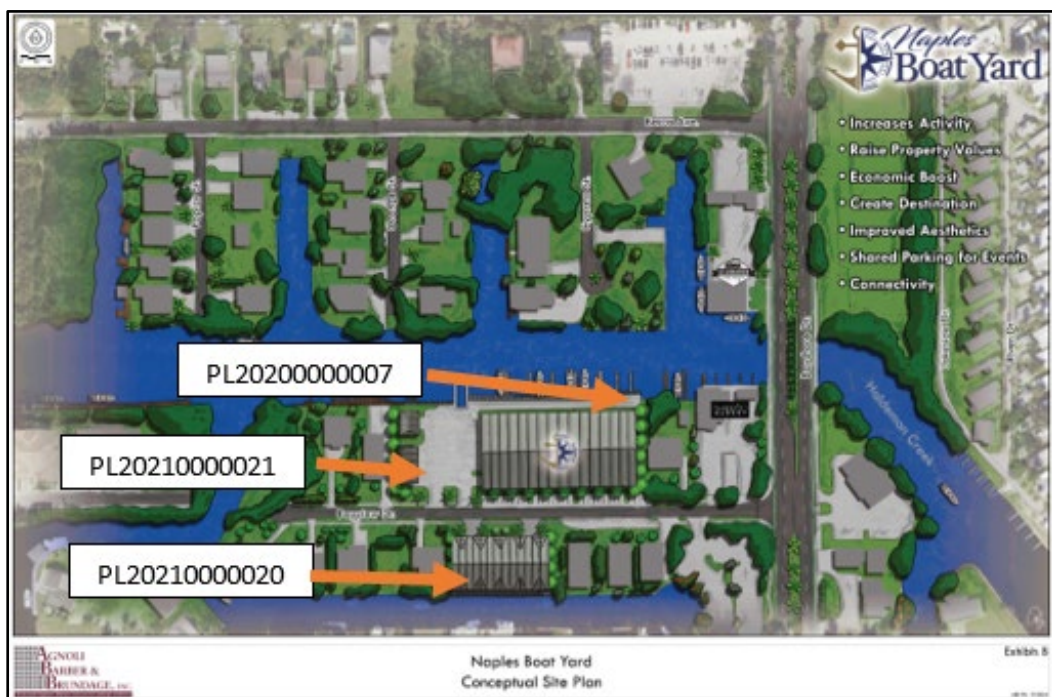 Naples
Boat Yard
• Increases Activity
• Raise Property Values
• Economic Boost
• Create Destination
• Improved Aesthetics
• Shared Parking for Events
• Connectivity
PL20200000007
PL20210000021
PL20210000020
Haldeman Creek
AGNOLI
BARBER &
BRUNDAGE, INC.
Naples Boat Yard
Conceptual Site Plan
Exhibit B